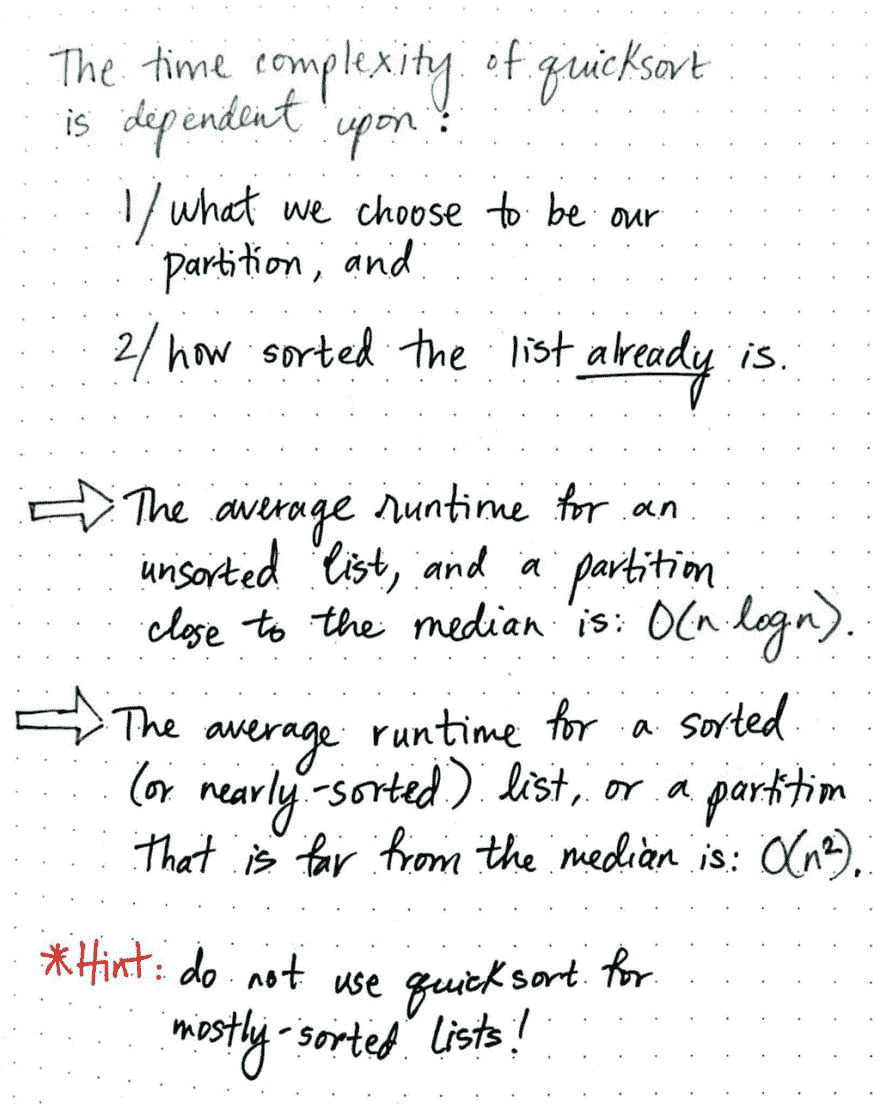 The time complexity of quicksort
is dependent upon:
1/ what we choose to be our
partition, and
2/ how sorted the list already is.
⇨ The average runtime for an
unsorted list, and a partition
close to the median is: O(n logn).
⇨ The average runtime for a sorted
(or nearly-sorted) list, or a partition
that is far from the median is: O(n²).
*Hint: do not use quicksort for
mostly-sorted lists!